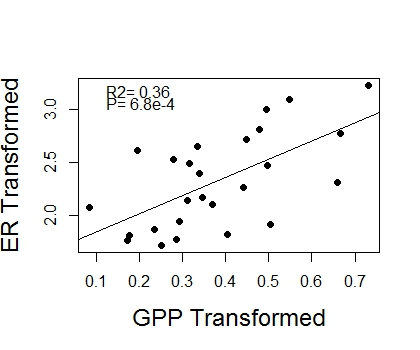 R2= 0.36
P= 6.8e-4
ER Transformed
3.0
2.5
2.0
0.1 0.2 0.3 0.4 0.5 0.6 0.7
GPP Transformed